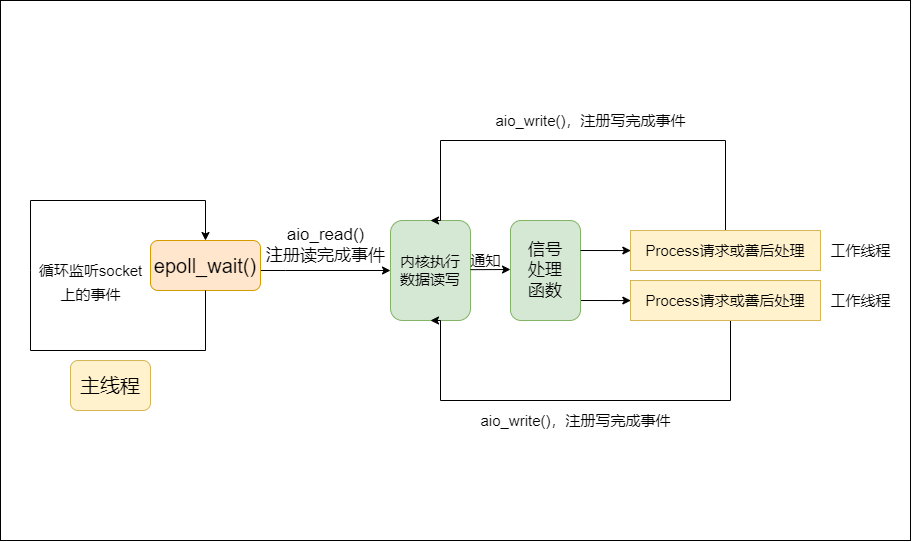 aio_write()，注册写完成事件
循环监听socket
上的事件
epoll_wait()
aio_read()
注册读完成事件
内核执行
数据读写
通知
信号
处理
函数
Process请求或善后处理
工作线程
Process请求或善后处理
工作线程
主线程
aio_write()，注册写完成事件